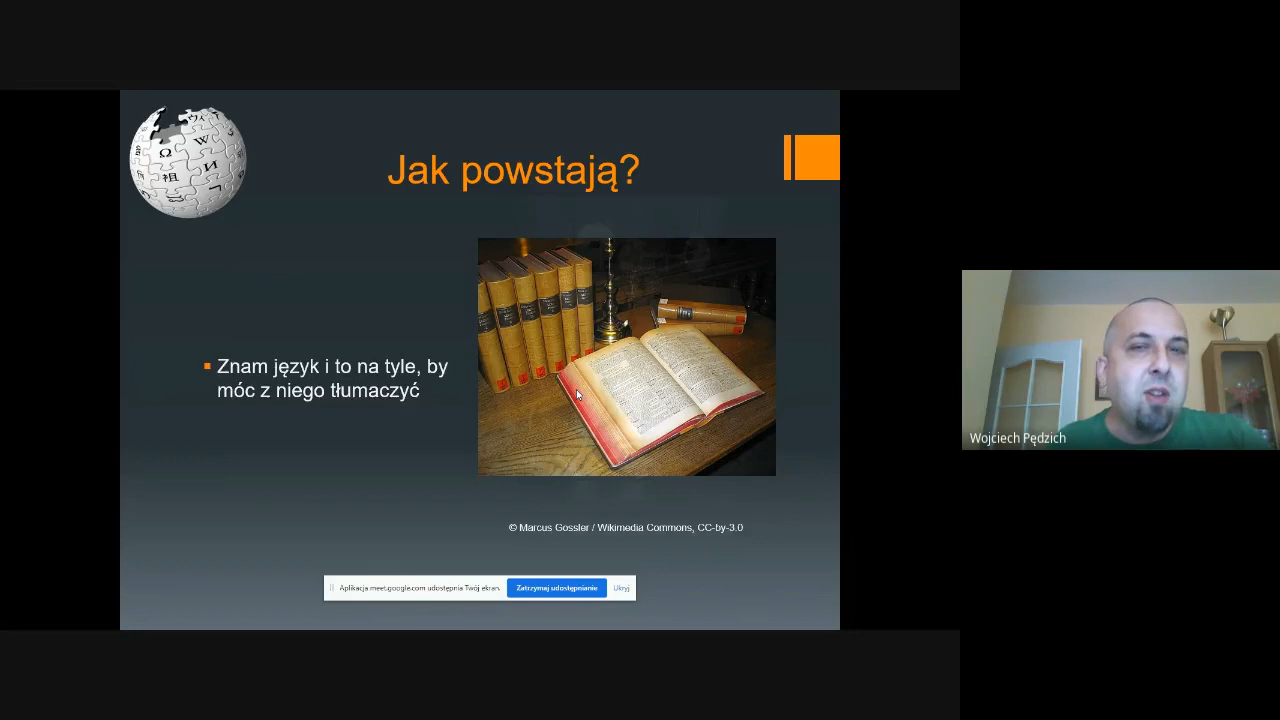 Jak powstają?
Znam język i to na tyle, by
móc z niego tłumaczyć
© Marcus Gossler / Wikimedia Commons, CC-by-3.0
Aplikacja meet.google.com udostępnia Twój ekran.
Zatrzymaj udostępnianie
Ukryj
Wojciech Pędzich
Ω
W
И
祖